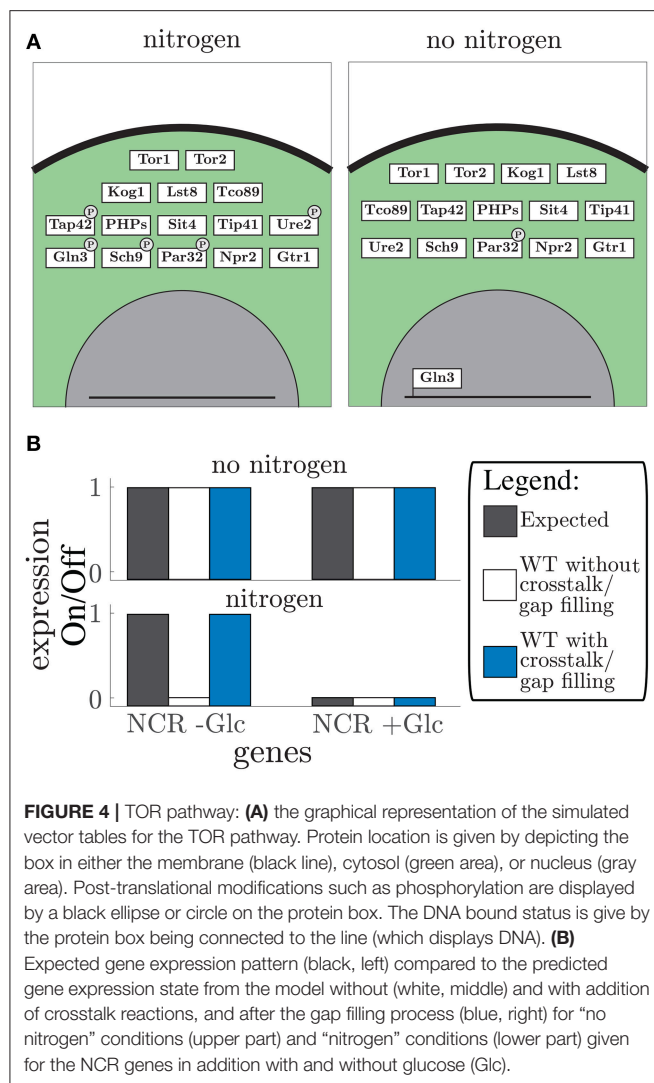 A
nitrogen
no nitrogen
Tor1 Tor2
Kog1 Lst8 Tco89
Tap42 P PHPs Sit4 Tip41 Ure2 P
Gln3 P Sch9 P Par32 P Npr2 Gtr1
Tor1 Tor2 Kog1 Lst8
Tco89 Tap42 PHPs Sit4 Tip41
Ure2 Sch9 Par32 P Npr2 Gtr1
Gln3
B
no nitrogen
1
0
nitrogen
1
0
expression
On/Off
NCR -Glc NCR +Glc
genes
Legend:
Expected
WT without
crosstalk/
gap filling
WT with
crosstalk/
gap filling
FIGURE 4 | TOR pathway: (A) the graphical representation of the simulated
vector tables for the TOR pathway. Protein location is given by depicting the
box in either the membrane (black line), cytosol (green area), or nucleus (gray
area). Post-translational modifications such as phosphorylation are displayed
by a black ellipse or circle on the protein box. The DNA bound status is give by
the protein box being connected to the line (which displays DNA). (B)
Expected gene expression pattern (black, left) compared to the predicted
gene expression state from the model without (white, middle) and with addition
of crosstalk reactions, and after the gap filling process (blue, right) for “no
nitrogen” conditions (upper part) and “nitrogen” conditions (lower part) given
for the NCR genes in addition with and without glucose (Glc).